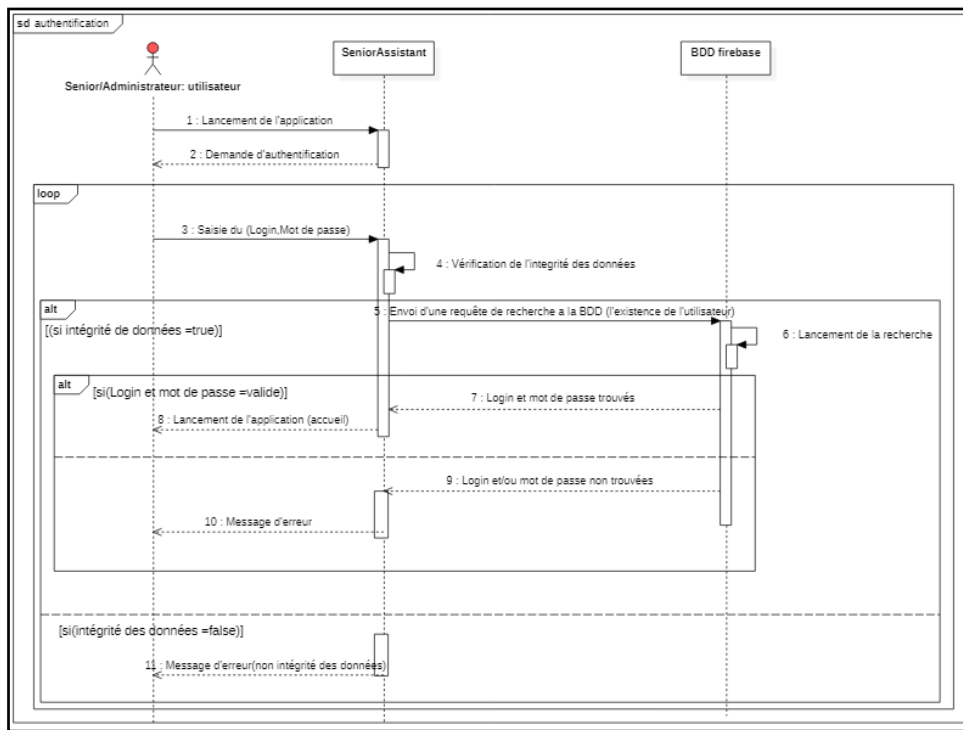 sd authentification
SeniorAssistant
BDD firebase
Senior/Administrateur: utilisateur
1 : Lancement de l'application
2 : Demande d'authentification
loop
3 : Saisie du (Login,Mot de passe)
4 : Vérification de l'integrité des données
alt
5 : Envoi d'une requête de recherche a la BDD (l'existence de l'utilisateur)
[(si intégrité de données =true)]
6 : Lancement de la recherche
alt
[si(Login et mot de passe =valide)]
7 : Login et mot de passe trouvés
8 : Lancement de l'application (accueil)
9 : Login et/ou mot de passe non trouvées
10 : Message d'erreur
[si(intégrité des données =false)]
11 : Message d'erreur(non intégrité des données)